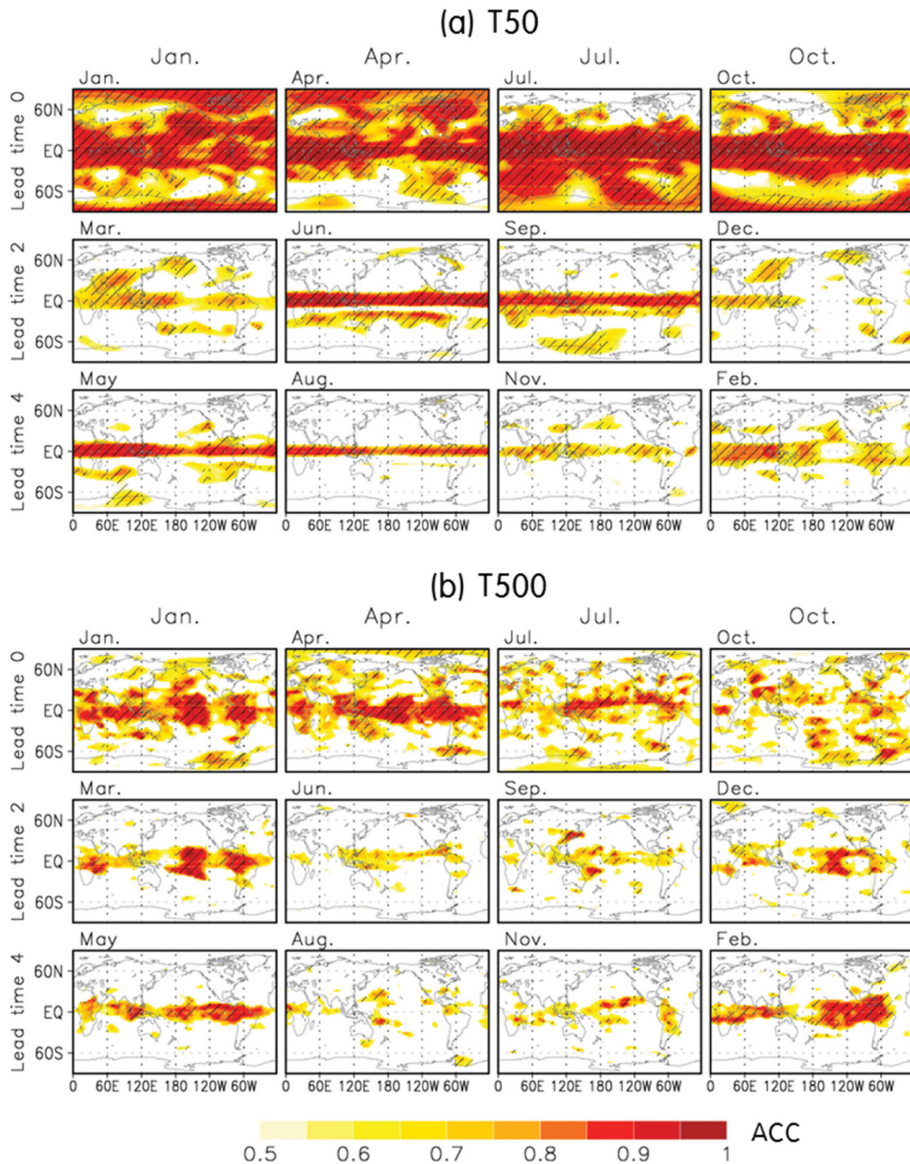 (a) T50
Jan. Apr. Jul. Oct.
Jan. Apr. Jul. Oct.
Lead time 0
60N
EQ
60S
Mar. Jun. Sep. Dec.
Lead time 2
60N
EQ
60S
May Aug. Nov. Feb.
Lead time 4
60N
EQ
60S
0 60E 120E 180 120W 60W 0 60E 120E 180 120W 60W 0 60E 120E 180 120W 60W 0 60E 120E 180 120W 60W
(b) T500
Jan. Apr. Jul. Oct.
Jan. Apr. Jul. Oct.
Lead time 0
60N
EQ
60S
Mar. Jun. Sep. Dec.
Lead time 2
60N
EQ
60S
May Aug. Nov. Feb.
Lead time 4
60N
EQ
60S
0 60E 120E 180 120W 60W 0 60E 120E 180 120W 60W 0 60E 120E 180 120W 60W 0 60E 120E 180 120W 60W
ACC
0.5 0.6 0.7 0.8 0.9 1